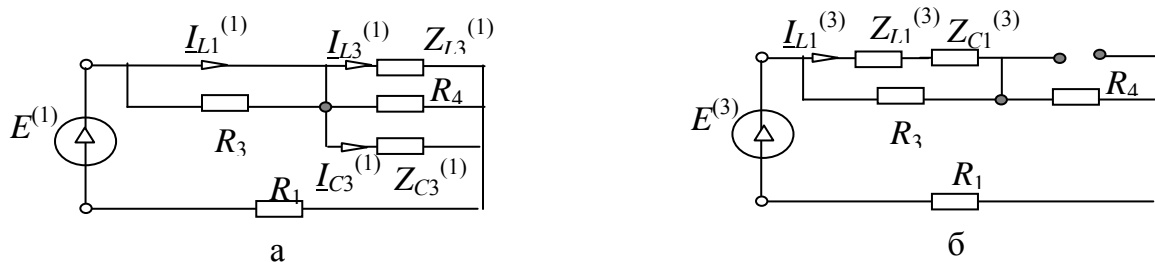 I_L1^(1)
I_L3^(1)
Z_L3^(1)
E^(1)
R_3
R_4
I_C3^(1)
Z_C3^(1)
R_1
а
I_L1^(3)
Z_L1^(3)
Z_C1^(3)
E^(3)
R_3
R_4
R_1
б